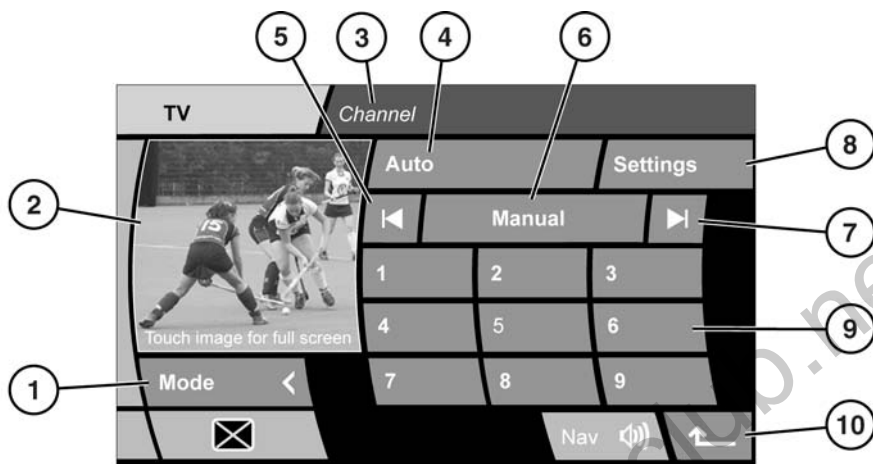 5 3 4 6
TV Channel
Auto Settings 8
2 15 Manual 7
1 2 3
Touch image for full screen 4 5 6 9
1 Mode 7 8 9
Nav 10